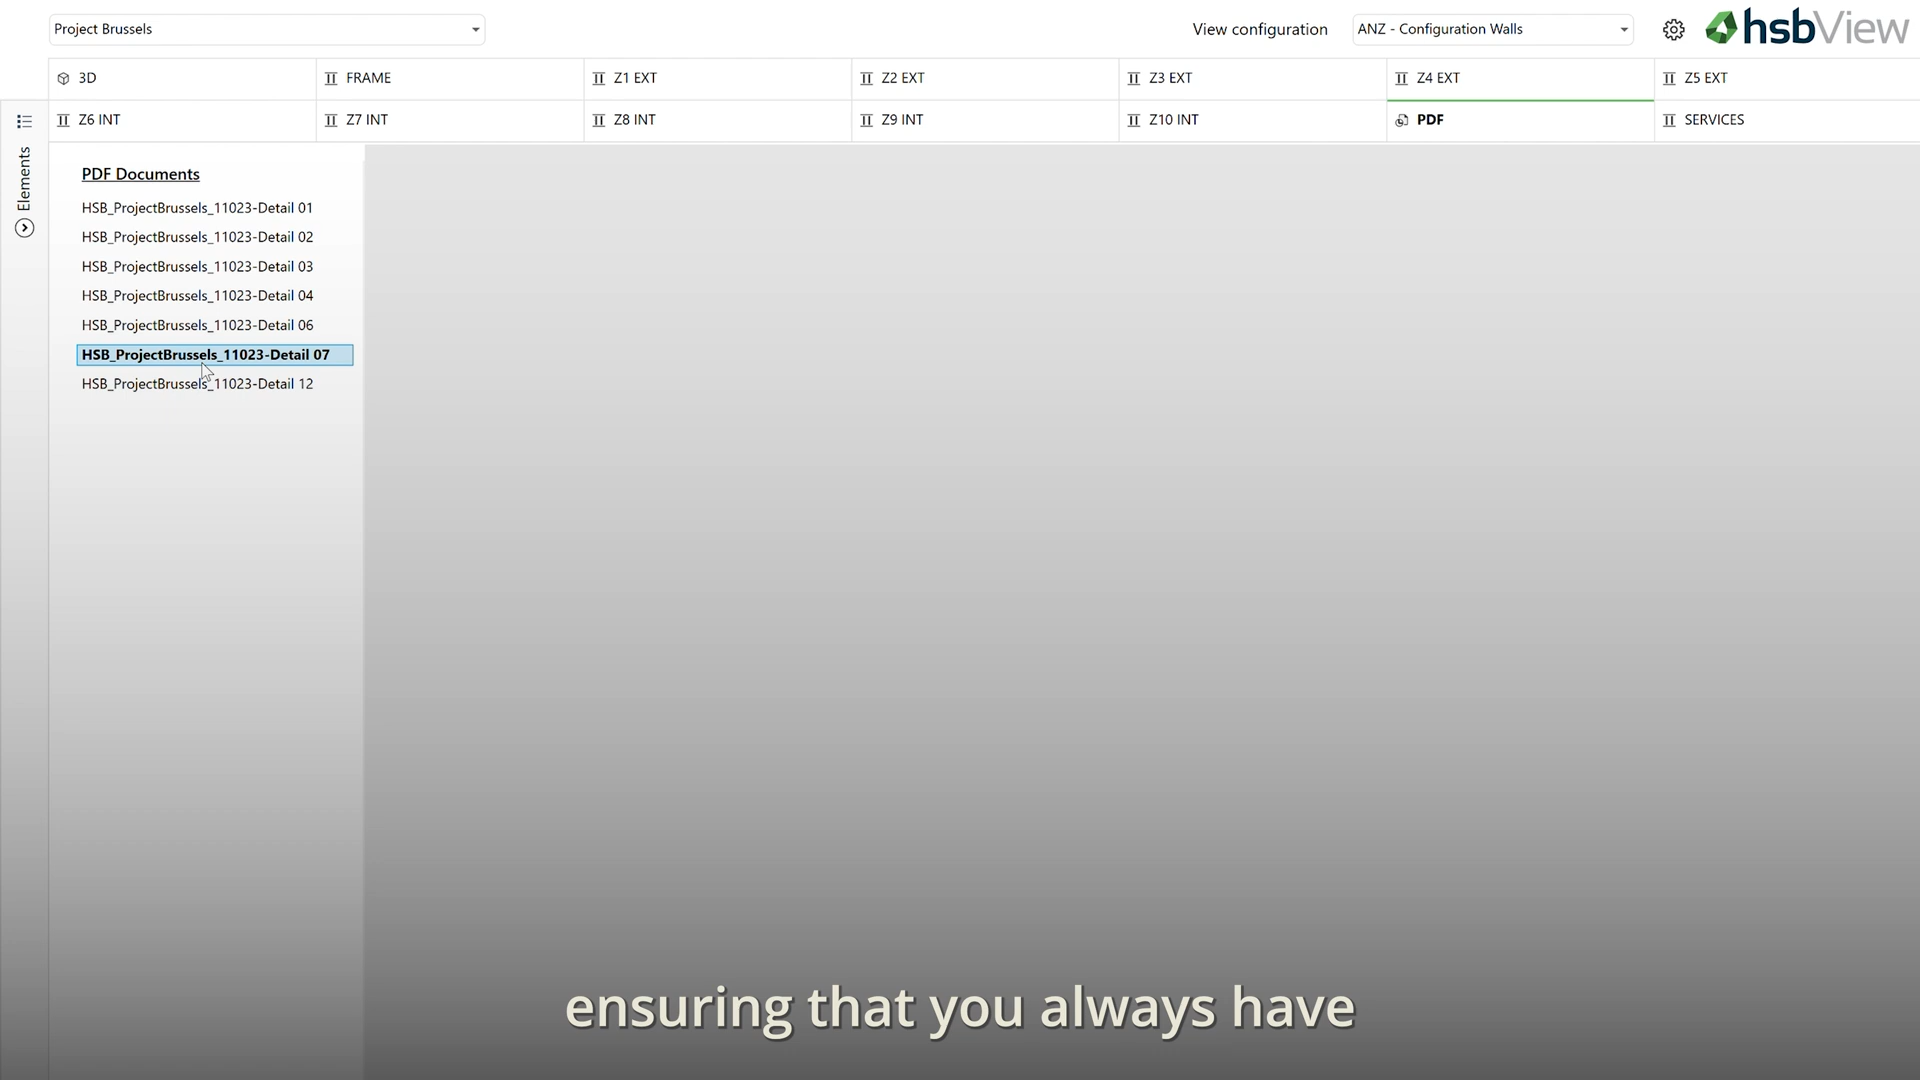 Project Brussels
View configuration
ANZ - Configuration Walls
hsbView
3D
FRAME
Z1 EXT
Z2 EXT
Z3 EXT
Z4 EXT
Z5 EXT
Z6 INT
Z7 INT
Z8 INT
Z9 INT
Z10 INT
PDF
SERVICES
Elements
PDF Documents
HSB_ProjectBrussels_11023-Detail 01
HSB_ProjectBrussels_11023-Detail 02
HSB_ProjectBrussels_11023-Detail 03
HSB_ProjectBrussels_11023-Detail 04
HSB_ProjectBrussels_11023-Detail 06
HSB_ProjectBrussels_11023-Detail 07
HSB_ProjectBrussels_11023-Detail 12
ensuring that you always have